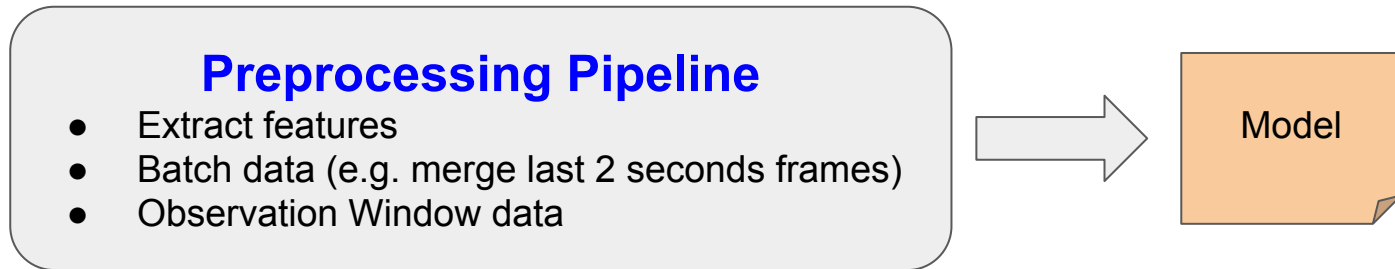 Preprocessing Pipeline
● Extract features
● Batch data (e.g. merge last 2 seconds frames)
● Observation Window data
Model